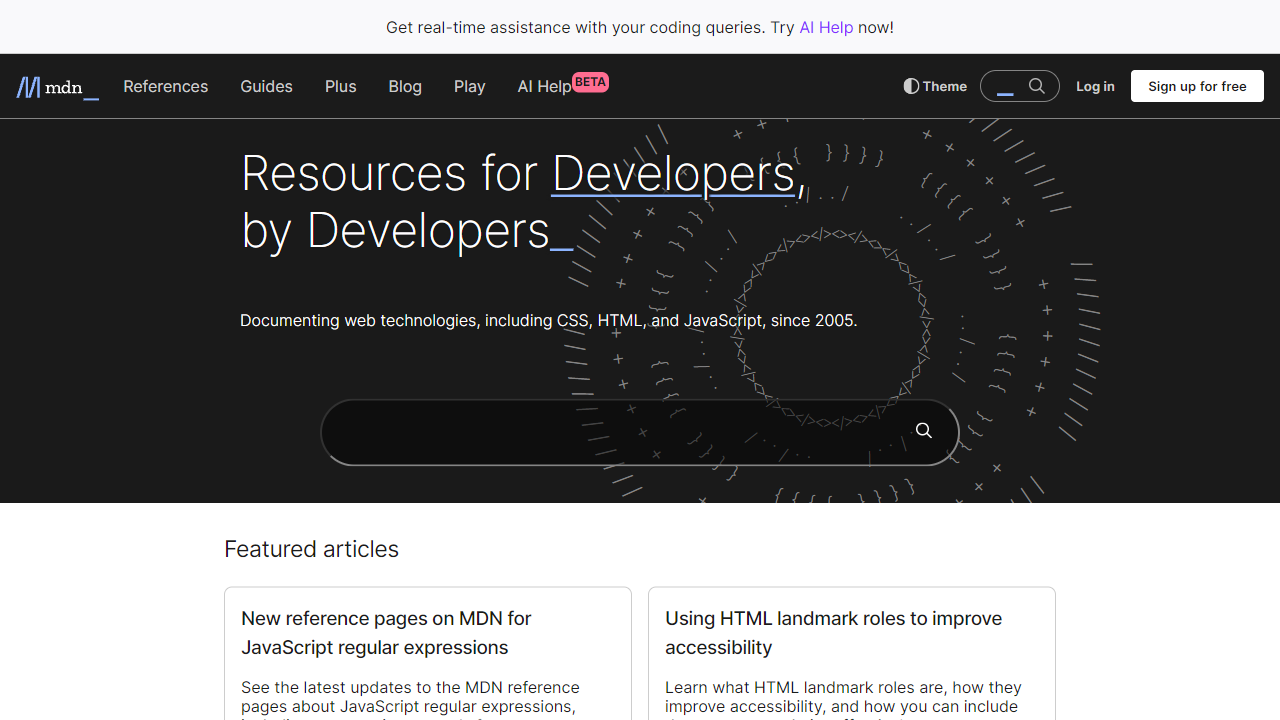 Get real-time assistance with your coding queries. Try AI Help now!
mdn_
References
Guides
Plus
Blog
Play
AI Help BETA
Theme
Log in
Sign up for free
Resources for Developers,
by Developers_
Documenting web technologies, including CSS, HTML, and JavaScript, since 2005.
Featured articles
New reference pages on MDN for
JavaScript regular expressions
See the latest updates to the MDN reference
pages about JavaScript regular expressions,
Using HTML landmark roles to improve
accessibility
Learn what HTML landmark roles are, how they
improve accessibility, and how you can include